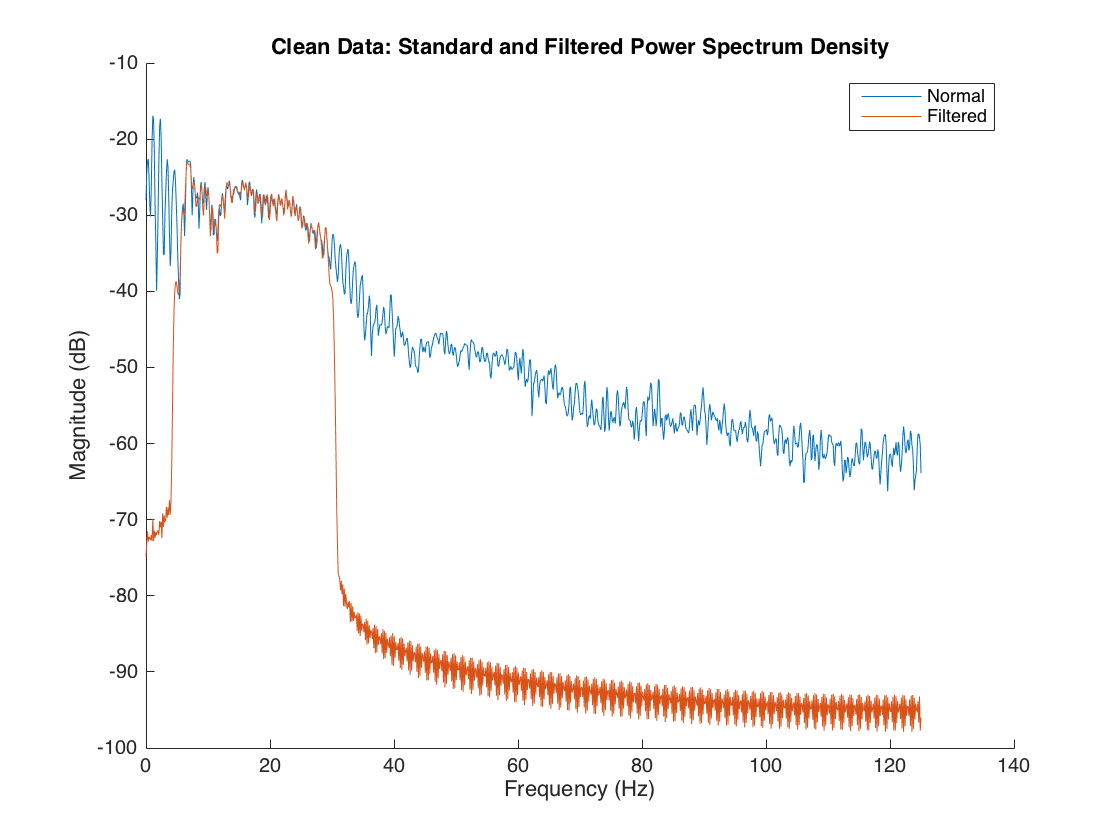 Clean Data: Standard and Filtered Power Spectrum Density
Normal
Filtered
Magnitude (dB)
-10
-20
-30
-40
-50
-60
-70
-80
-90
-100
0 20 40 60 80 100 120 140
Frequency (Hz)